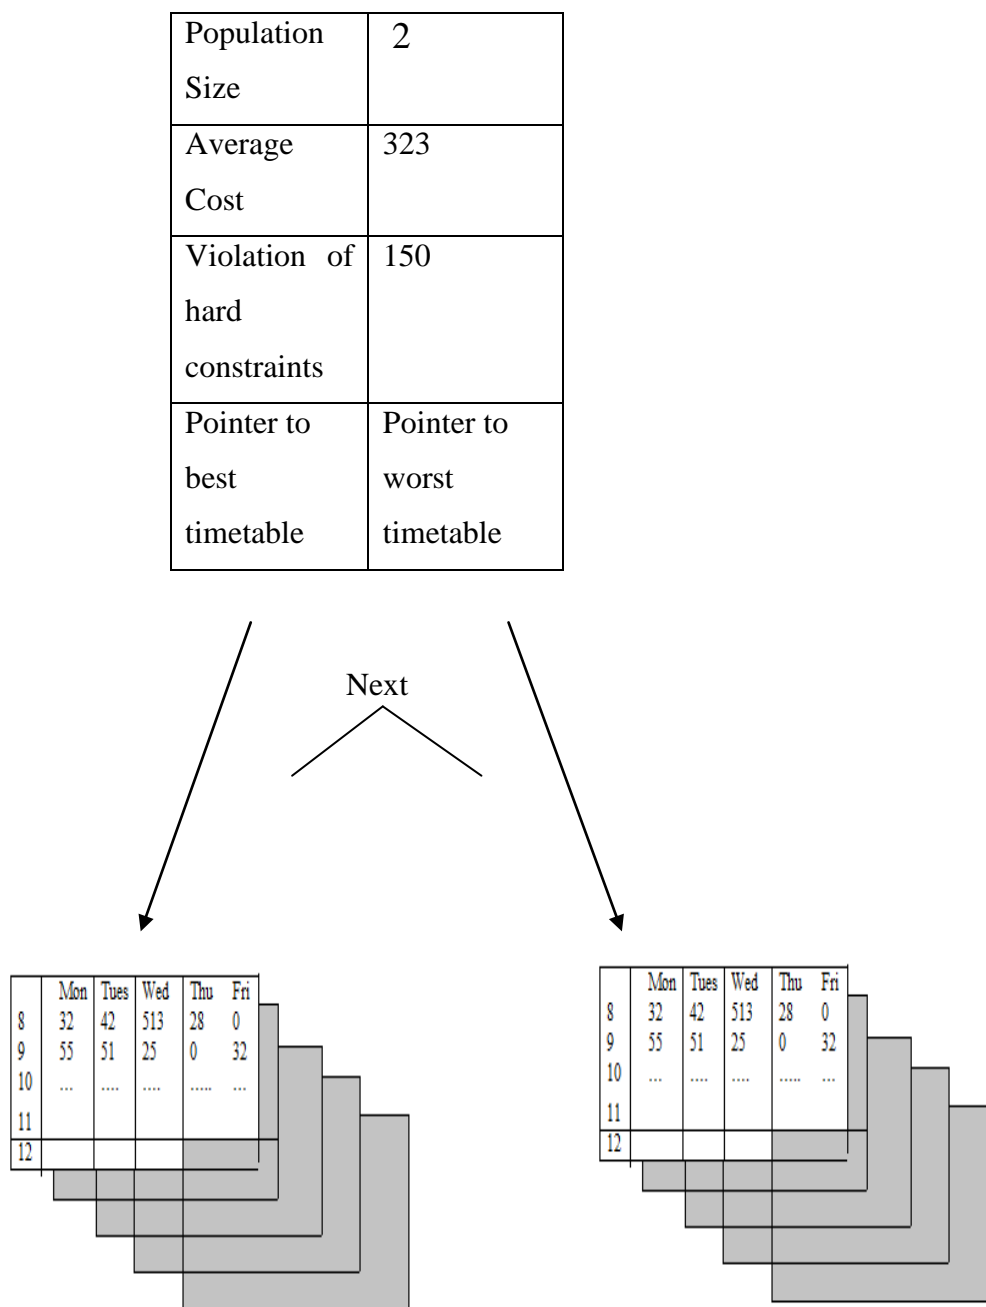 Population 2
Size
Average 323
Cost
Violation of 150
hard
constraints
Pointer to Pointer to
best worst
timetable timetable
Next
Mon Tues Wed Thu Fri
8 32 42 513 28 0
9 55 51 25 0 32
10 ... .... .... ..... ...
11
12
Mon Tues Wed Thu Fri
8 32 42 513 28 0
9 55 51 25 0 32
10 ... .... .... ..... ...
11
12